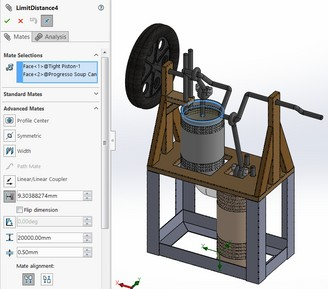 LimitDistance4
Mates
Analysis
Mate Selections
Face<1>@Tight Piston-1
Face<2>@Progresso Soup Can
Standard Mates
Advanced Mates
Profile Center
Symmetric
Width
Path Mate
Linear/Linear Coupler
9.30388274mm
Flip dimension
0.00deg
20000.00mm
0.50mm
Mate alignment: